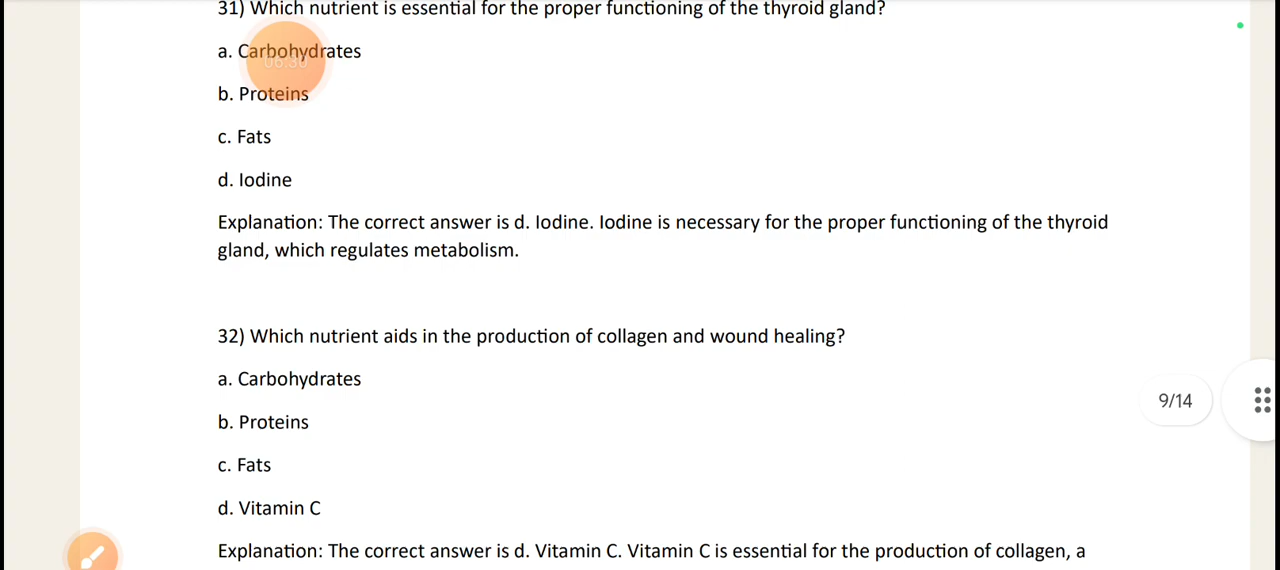 31) Which nutrient is essential for the proper functioning of the thyroid gland?
a. Carbohydrates
06:30
b. Proteins
c. Fats
d. Iodine
Explanation: The correct answer is d. Iodine. Iodine is necessary for the proper functioning of the thyroid
gland, which regulates metabolism.
32) Which nutrient aids in the production of collagen and wound healing?
a. Carbohydrates
b. Proteins
9/14
c. Fats
d. Vitamin C
Explanation: The correct answer is d. Vitamin C. Vitamin C is essential for the production of collagen, a